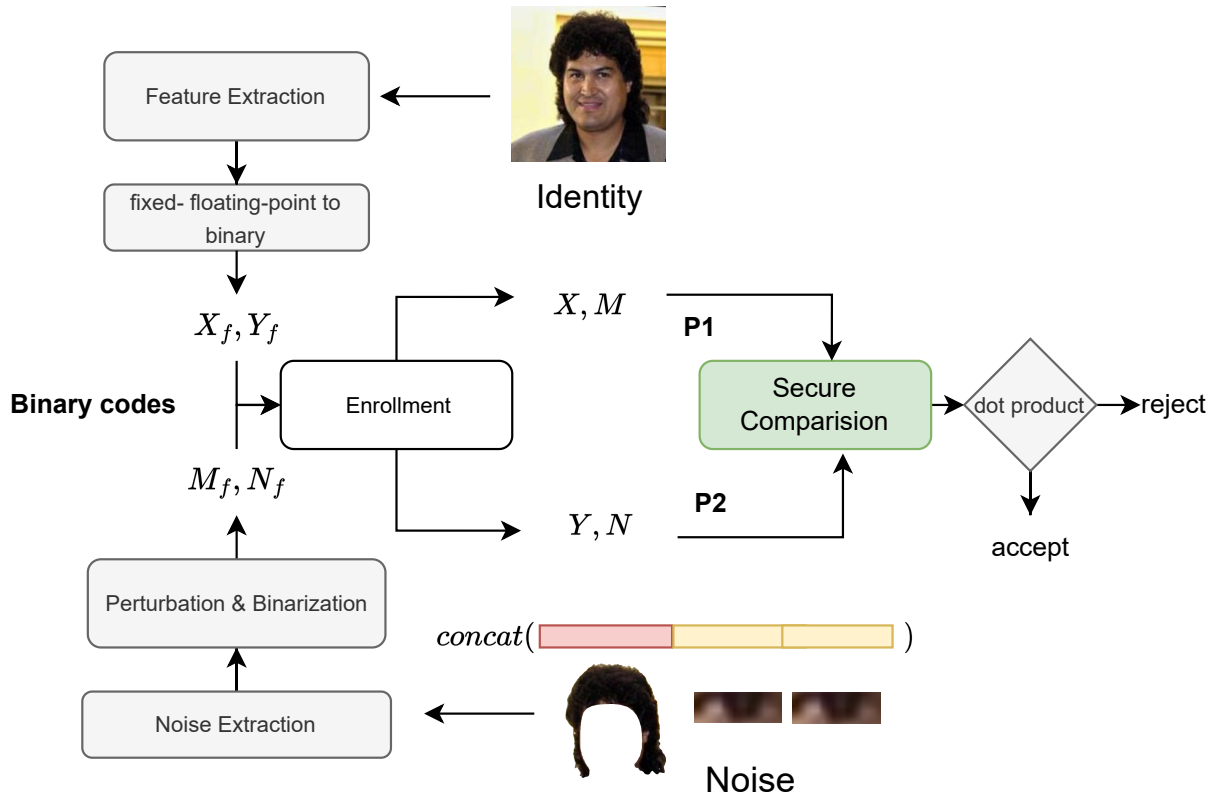 Feature Extraction
Identity
fixed- floating-point to
binary
X_f, Y_f
X, M
P1
Binary codes
Enrollment
Secure
Comparision
dot product
reject
M_f, N_f
Y, N
P2
accept
Perturbation & Binarization
concat( )
Noise Extraction
Noise